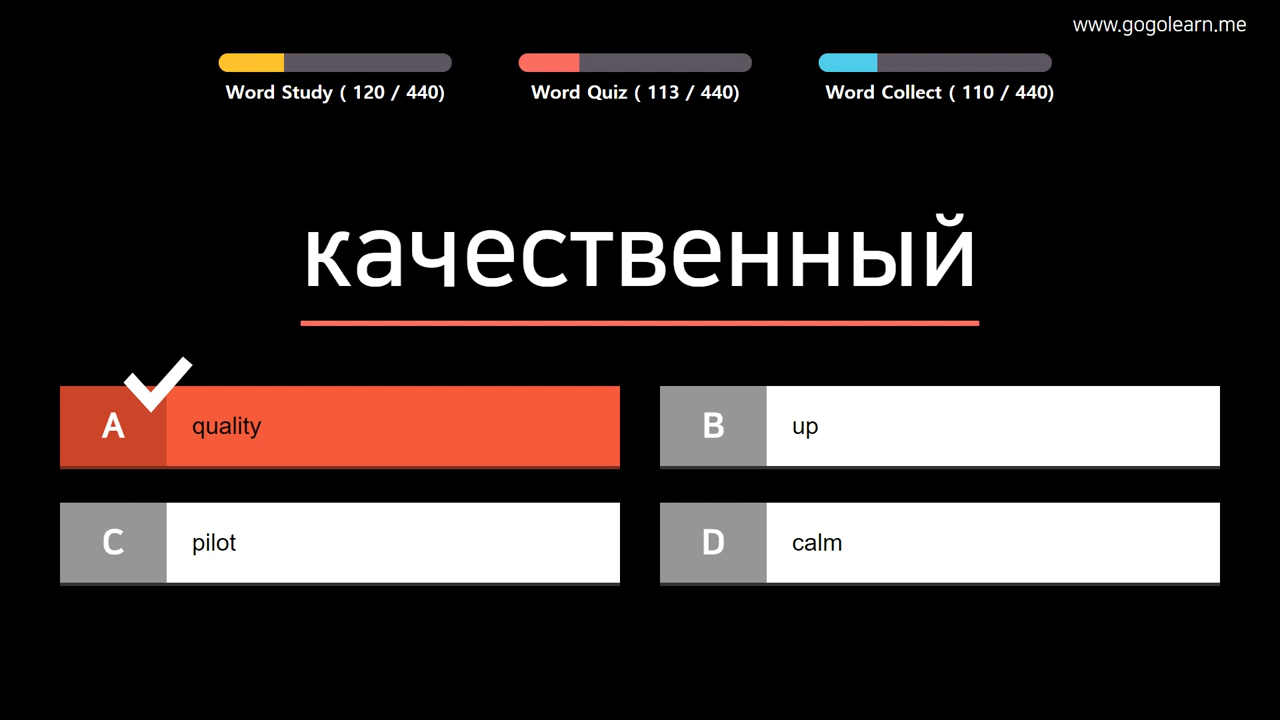 www.gogolearn.me
Word Study ( 120 / 440)
Word Quiz ( 113 / 440)
Word Collect ( 110 / 440)
качественный
A quality
B up
C pilot
D calm